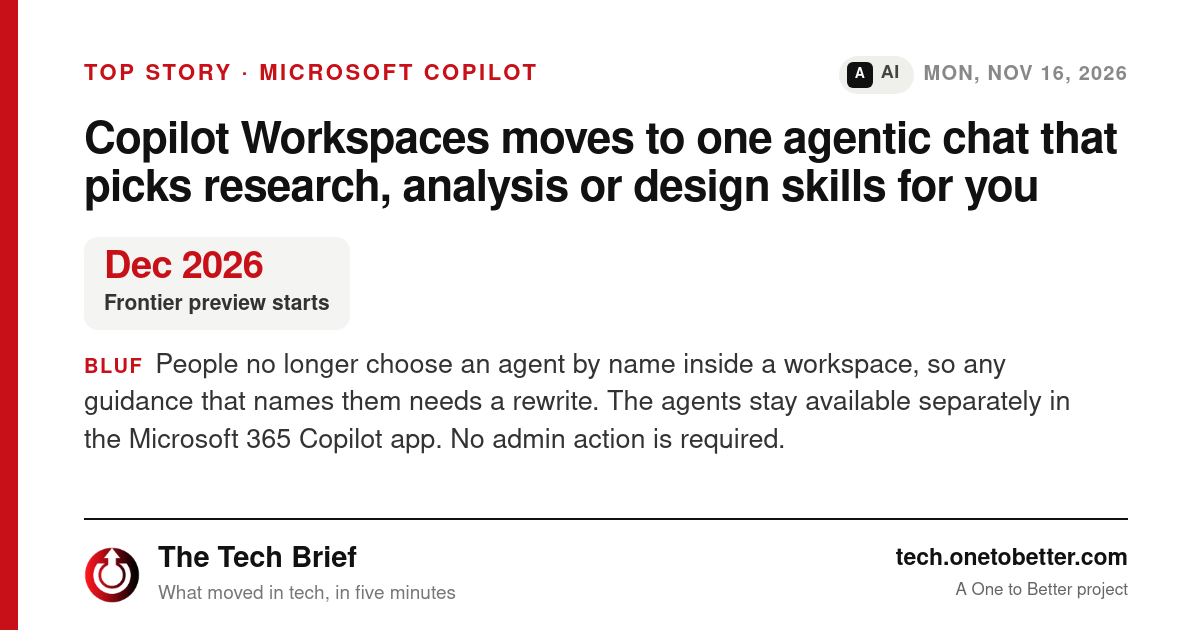 TOP STORY · MICROSOFT COPILOT
A AI MON, NOV 16, 2026
Copilot Workspaces moves to one agentic chat that
picks research, analysis or design skills for you
Dec 2026
Frontier preview starts
BLUF People no longer choose an agent by name inside a workspace, so any
guidance that names them needs a rewrite. The agents stay available separately in
the Microsoft 365 Copilot app. No admin action is required.
The Tech Brief
What moved in tech, in five minutes
tech.onetobetter.com
A One to Better project